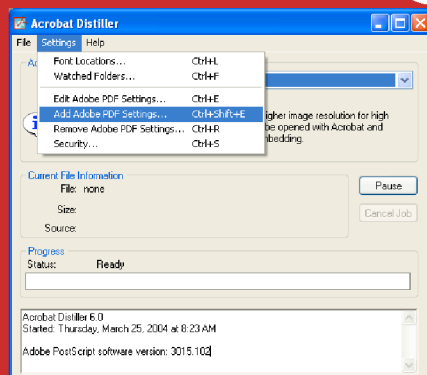 Acrobat Distiller
File Settings Help
Font Locations... Ctrl+L
Watched Folders... Ctrl+F
Edit Adobe PDF Settings... Ctrl+E
Add Adobe PDF Settings... Ctrl+Shift+E
Remove Adobe PDF Settings... Ctrl+R
Security... Ctrl+S
igher image resolution for high
be opened with Acrobat and
bedding.
Current File Information
File: none
Size:
Source:
Pause
Cancel Job
Progress
Status: Ready
Acrobat Distiller 6.0
Started: Thursday, March 25, 2004 at 8:23 AM
Adobe PostScript software version: 3015.102